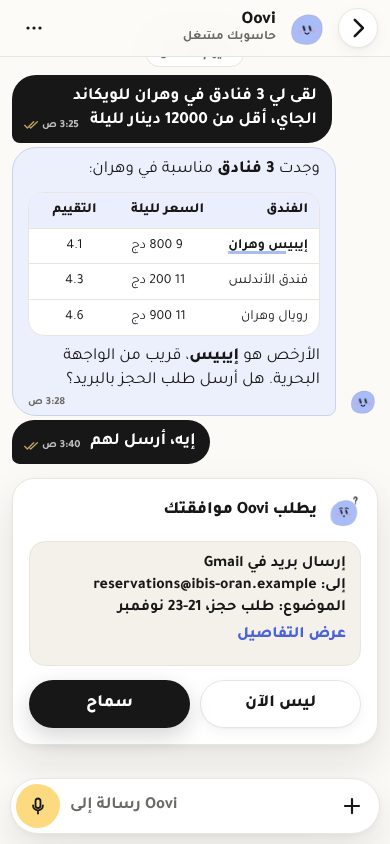 Oovi
حاسوبك مشغل
لقى لي 3 فنادق في وهران للويكاند
الجاي، أقل من 12000 دينار لليلة
3:25 ص
وجدت 3 فنادق مناسبة في وهران:
الفندق السعر لليلة التقييم
إيبيس وهران 9 800 دج 4.1
فندق الأندلس 11 200 دج 4.3
رويال وهران 11 900 دج 4.6
الأرخص هو إيبيس، قريب من الواجهة
البحرية. هل أرسل طلب الحجز بالبريد؟
3:28 ص
إيه، أرسل لهم
3:40 ص
يطلب Oovi موافقتك
إرسال بريد في Gmail
إلى: reservations@ibis-oran.example
الموضوع: طلب حجز، 21-23 نوفمبر
عرض التفاصيل
ليس الآن
سماح
Oovi رسالة إلى